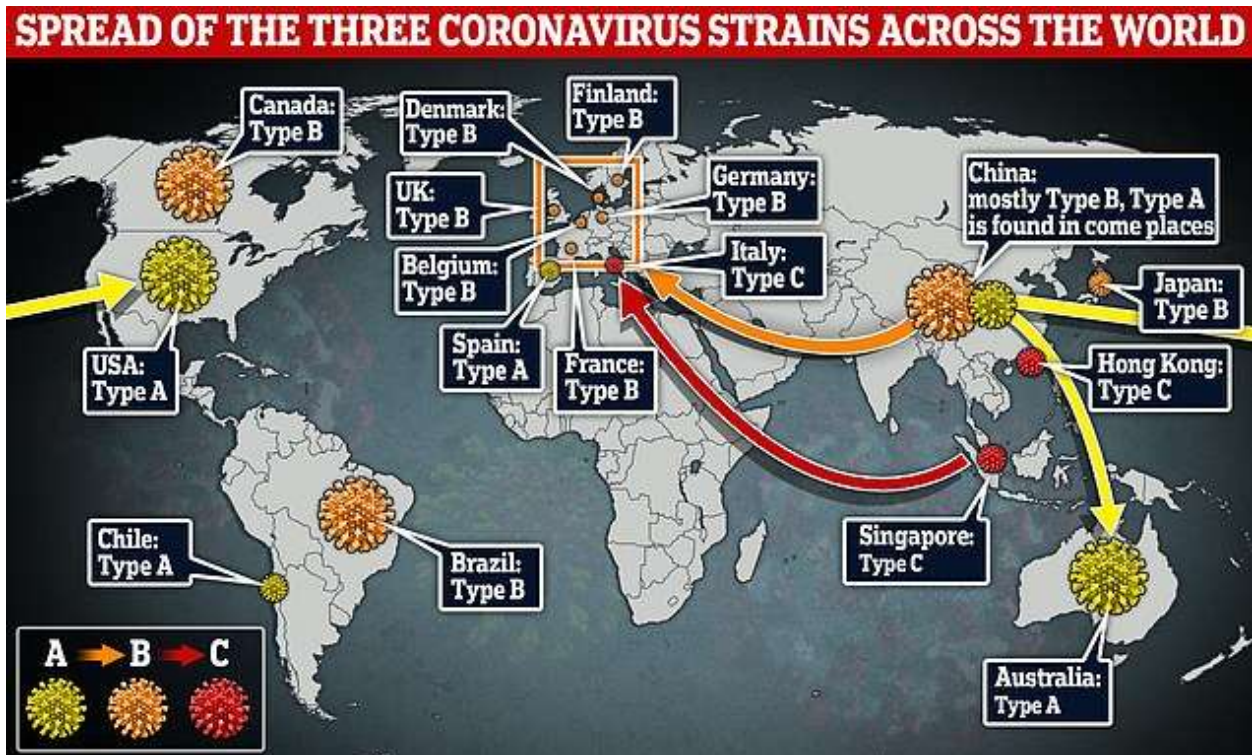 SPREAD OF THE THREE CORONAVIRUS STRAINS ACROSS THE WORLD
Canada:
Type B
Denmark:
Type B
Finland:
Type B
UK:
Type B
Germany:
Type B
China:
mostly Type B, Type A
is found in come places
Belgium:
Type B
Italy:
Type C
Japan:
Type B
USA:
Type A
Spain:
Type A
France:
Type B
Hong Kong:
Type C
Chile:
Type A
Brazil:
Type B
Singapore:
Type C
Australia:
Type A
A B C